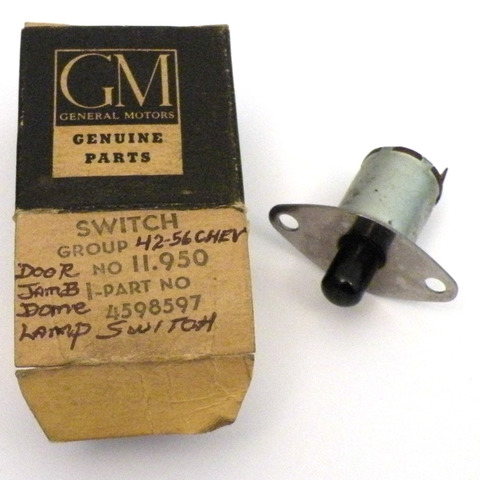 GM
GENERAL MOTORS
GENUINE
PARTS
SWITCH
GROUP 42-56 CHEV
DOOR NO 11.950
JAMB 1-PART NO
Dome 4598597
LAMP SWITCH